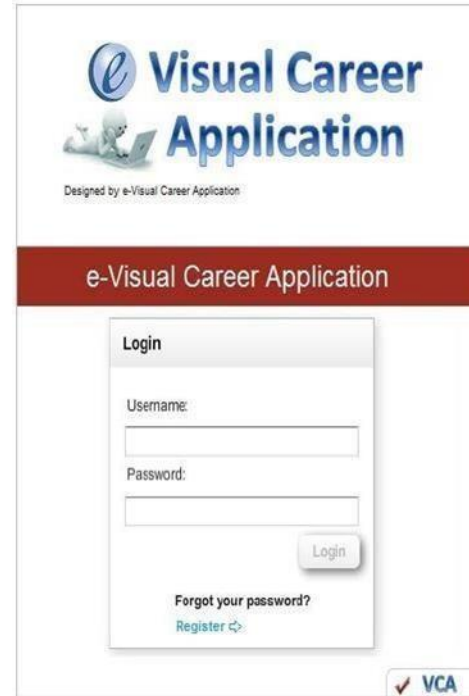 e Visual Career
Application
Designed by e-Visual Career Application
e-Visual Career Application
Login
Username:
Password:
Login
Forgot your password?
Register
VCA